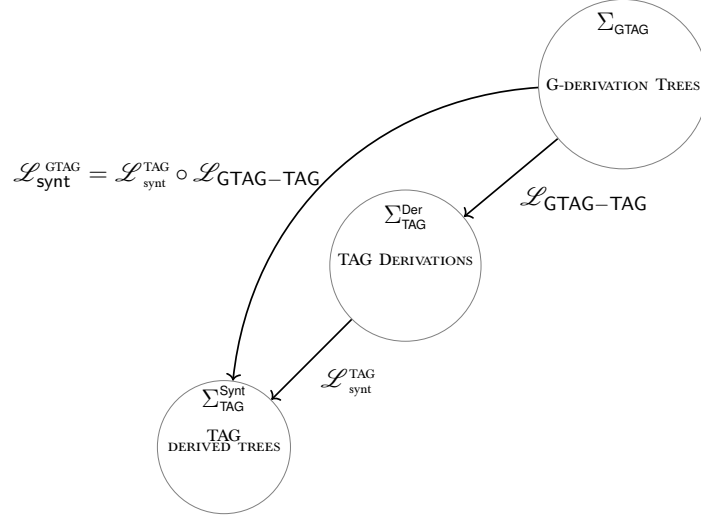 Σ_GTAG
G-DERIVATION TREES
ℒ_synt^GTAG = ℒ_synt^TAG ∘ ℒ_GTAG−TAG
ℒ_GTAG−TAG
Σ_TAG^Der
TAG DERIVATIONS
ℒ_synt^TAG
Σ_TAG^Synt
TAG
DERIVED TREES